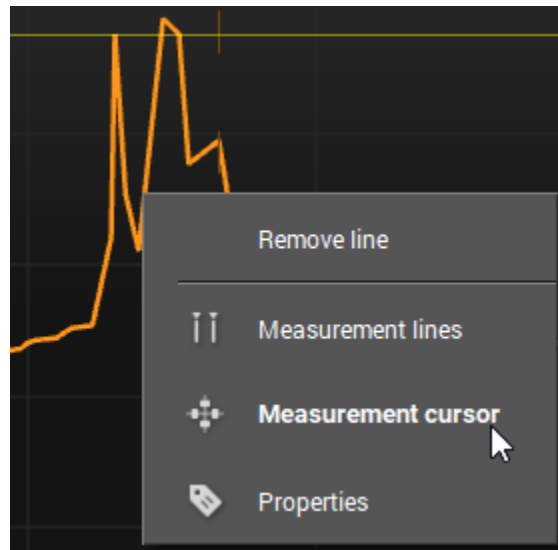 Remove line
Measurement lines
Measurement cursor
Properties